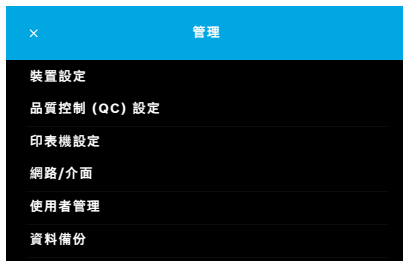 ×
管理
裝置設定
品質控制 (QC) 設定
印表機設定
網路/介面
使用者管理
資料備份